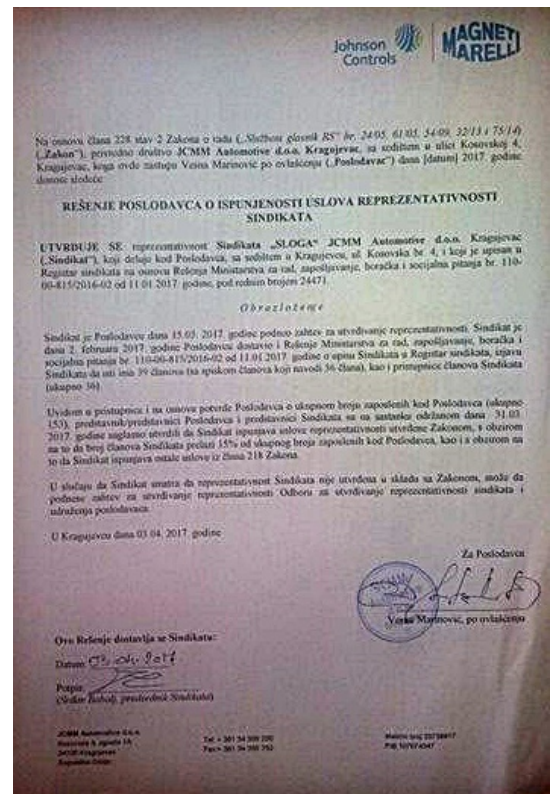 Johnson
Controls
MAGNETI
MARELLI
Na osnovu člana 228 stav 2 Zakona o radu („Službeni glasnik RS" br. 24/05, 61/05, 54/09, 32/13 i 75/14)
(„Zakon"), privredno društvo JCMM Automotive d.o.o. Kragujevac, sa sedištem u ulici Kosovskoj 4,
Kragujevac, koga ovde zastupa Vesna Marinović po ovlašćenju („Poslodavac") dana [datum] 2017. godine
donosi sledeće
REŠENJE POSLODAVCA O ISPUNJENOSTI USLOVA REPREZENTATIVNOSTI
SINDIKATA
UTVRĐUJE SE reprezentativnost Sindikata „SLOGA" JCMM Automotive d.o.o. Kragujevac
(„Sindikat"), koji deluje kod Poslodavca, sa sedištem u Kragujevcu, ul. Kosovska br. 4, i koji je upisan u
Registar sindikata na osnovu Rešenja Ministarstva za rad, zapošljavanje, boračka i socijalna pitanja br. 110-
00-815/2016-02 od 11.01.2017. godine, pod rednim brojem 24471.
Obrazloženje
Sindikat je Poslodavcu dana 15.03. 2017. godine podneo zahtev za utvrđivanje reprezentativnosti. Sindikat je
dana 2. februara 2017. godine Poslodavcu dostavio i Rešenje Ministarstva za rad, zapošljavanje, boračka i
socijalna pitanja br. 110-00-815/2016-02 od 11.01.2017. godine o upisu Sindikata u Registar sindikata, izjavu
Sindikata da isti ima 39 članova (sa spiskom članova koji navodi 36 člana), kao i pristupnice članova Sindikata
(ukupno 36).
Uvidom u pristupnice i na osnovu potvrde Poslodavca o ukupnom broju zaposlenih kod Poslodavca (ukupno
153), predstavnik/predstavnici Poslodavca i predstavnici Sindikata su na sastanku održanom dana 31.03.
2017. godine saglasno utvrdili da Sindikat ispunjava uslove reprezentativnosti utvrđene Zakonom, s obzirom
na to da broj članova Sindikata prelazi 15% od ukupnog broja zaposlenih kod Poslodavca, kao i s obzirom na
to da Sindikat ispunjava ostale uslove iz člana 218 Zakona.
U slučaju da Sindikat smatra da reprezentativnost Sindikata nije utvrđena u skladu sa Zakonom, može da
podnese zahtev za utvrđivanje reprezentativnosti Odboru za utvrđivanje reprezentativnosti sindikata i
udruženja poslodavaca.
U Kragujevcu dana 03.04. 2017. godine
Za Poslodavca
Vesna Marinović, po ovlašćenju
Ovo Rešenje dostavlja se Sindikatu:
Datum: 03.04.2017
Potpis:
(Srđan Babalj, predsednik Sindikata)
JCMM Automotive d.o.o.
34000 Kragujevac